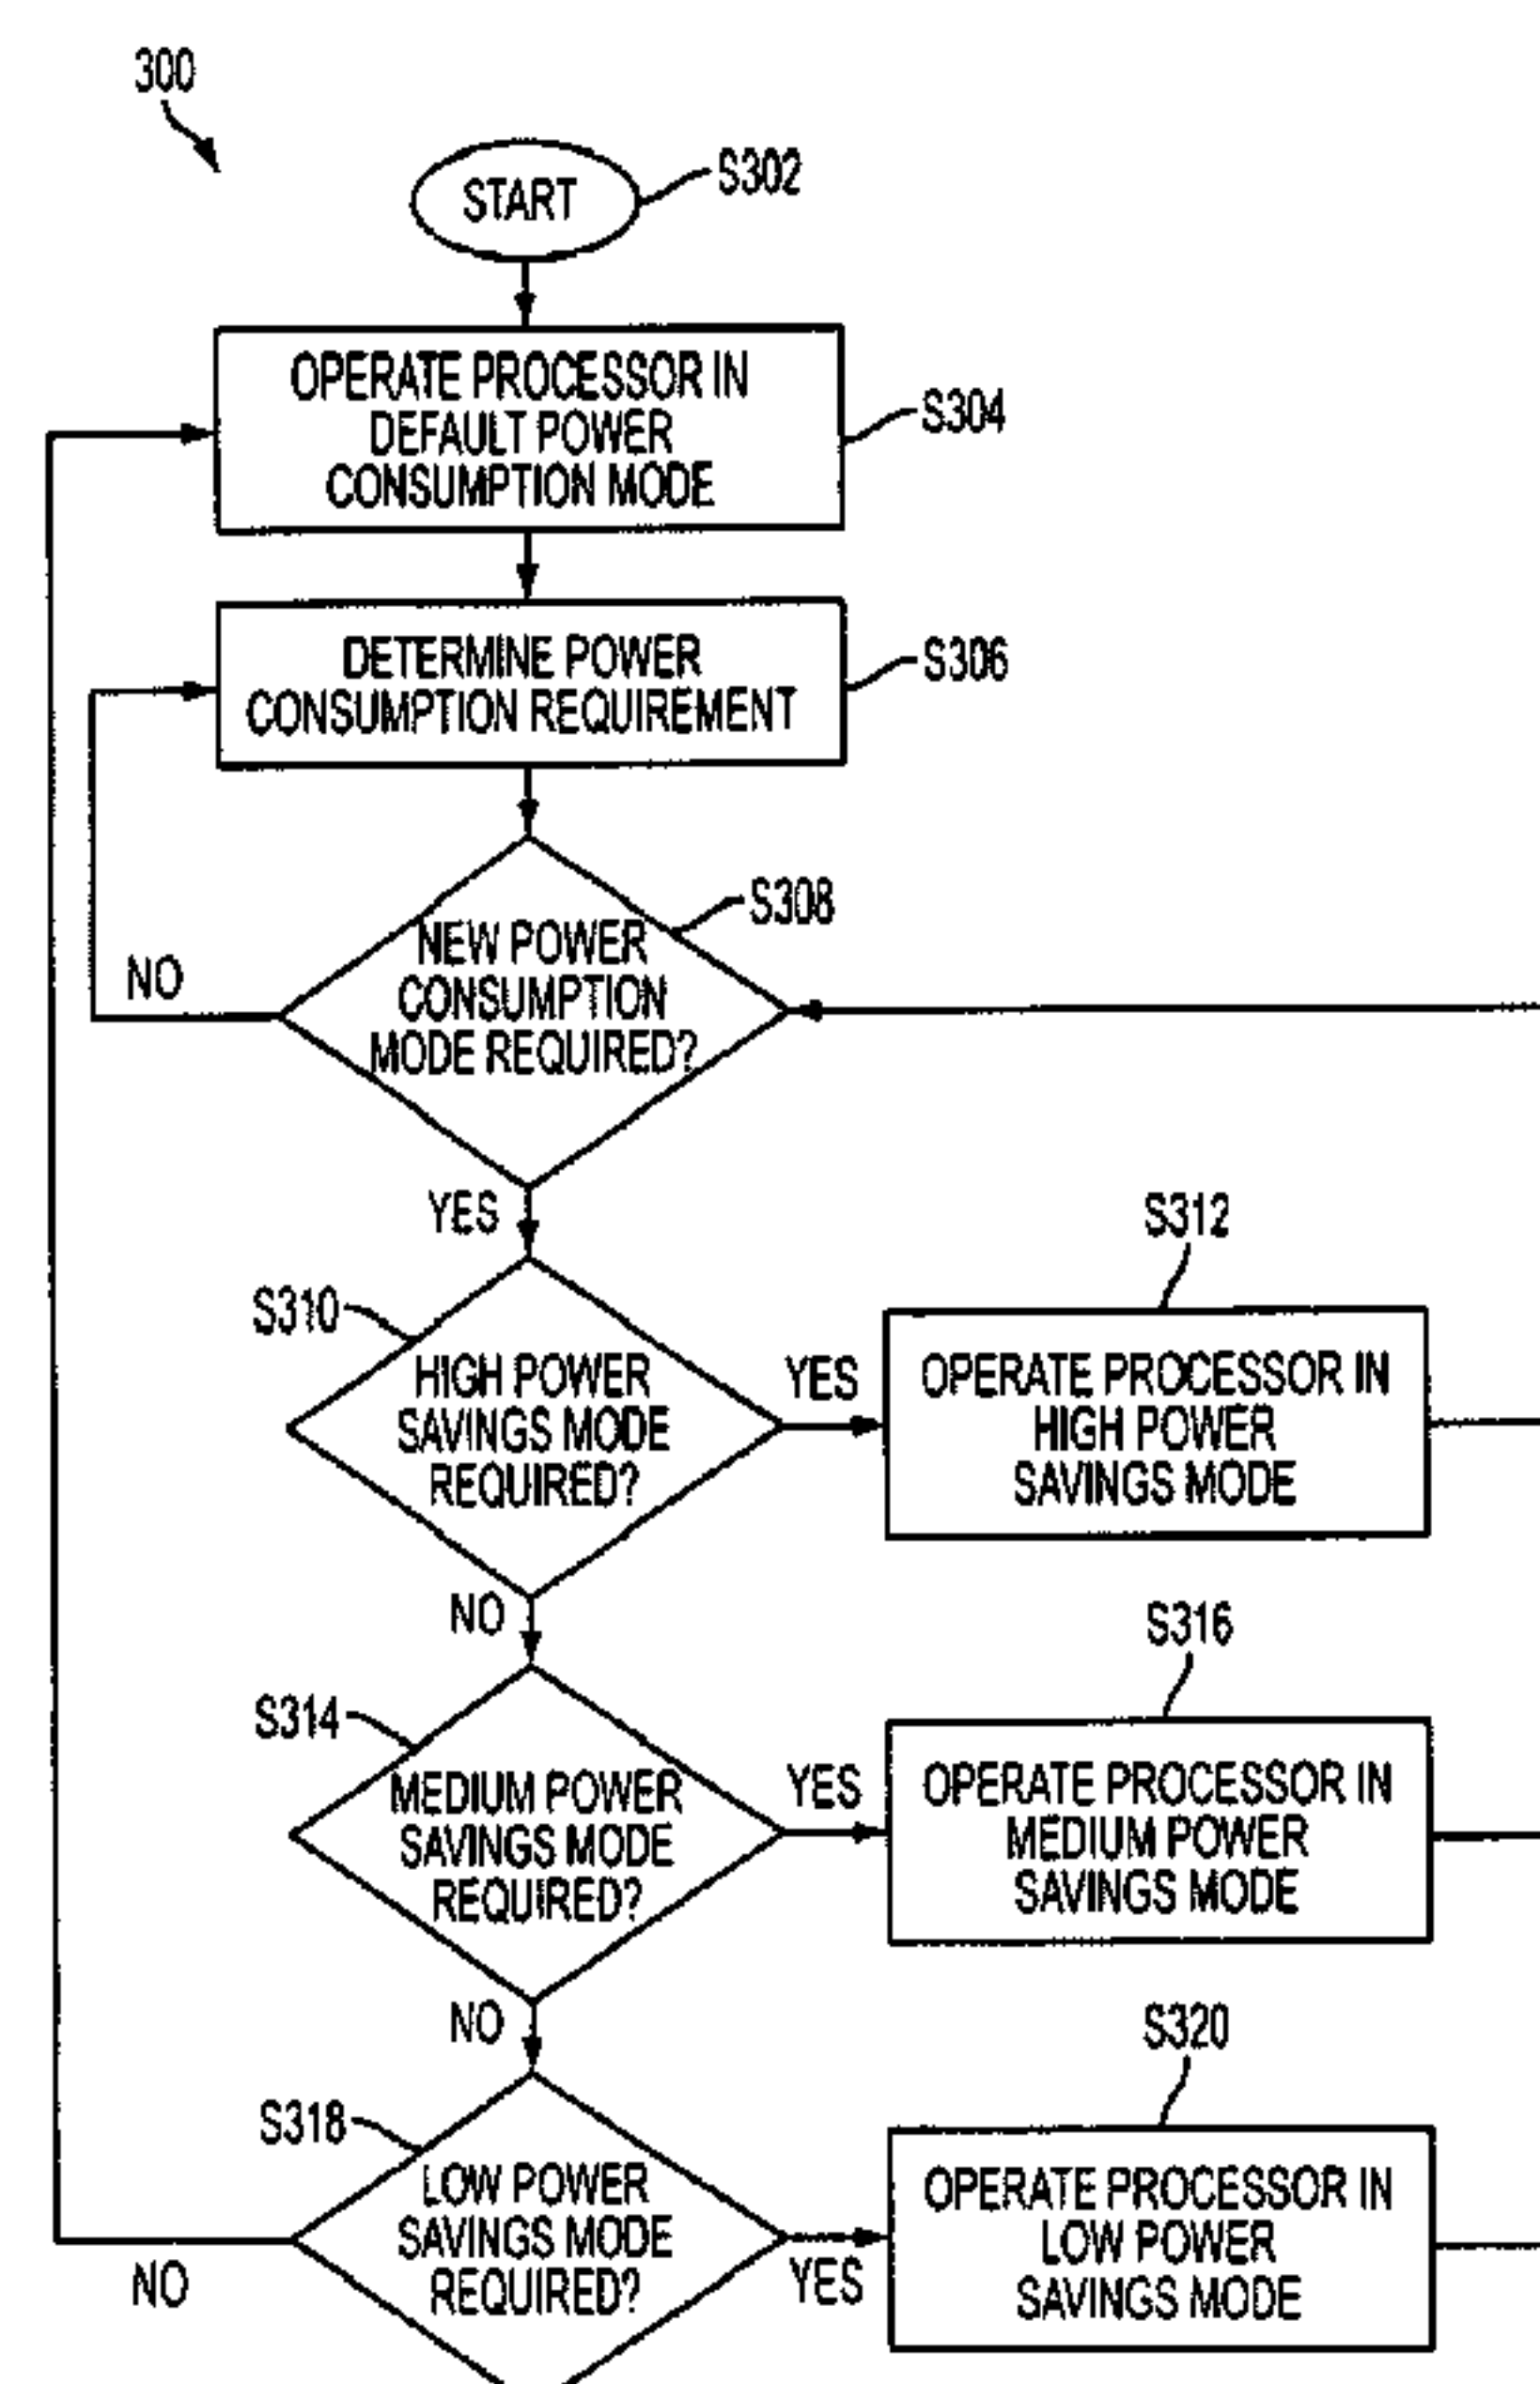 300
START
S302
OPERATE PROCESSOR IN
DEFAULT POWER
CONSUMPTION MODE
S304
DETERMINE POWER
CONSUMPTION REQUIREMENT
S306
S308
NEW POWER
CONSUMPTION
MODE REQUIRED?
NO
YES
S310
HIGH POWER
SAVINGS MODE
REQUIRED?
YES
S312
OPERATE PROCESSOR IN
HIGH POWER
SAVINGS MODE
NO
S314
MEDIUM POWER
SAVINGS MODE
REQUIRED?
YES
S316
OPERATE PROCESSOR IN
MEDIUM POWER
SAVINGS MODE
NO
S318
LOW POWER
SAVINGS MODE
REQUIRED?
NO
YES
S320
OPERATE PROCESSOR IN
LOW POWER
SAVINGS MODE